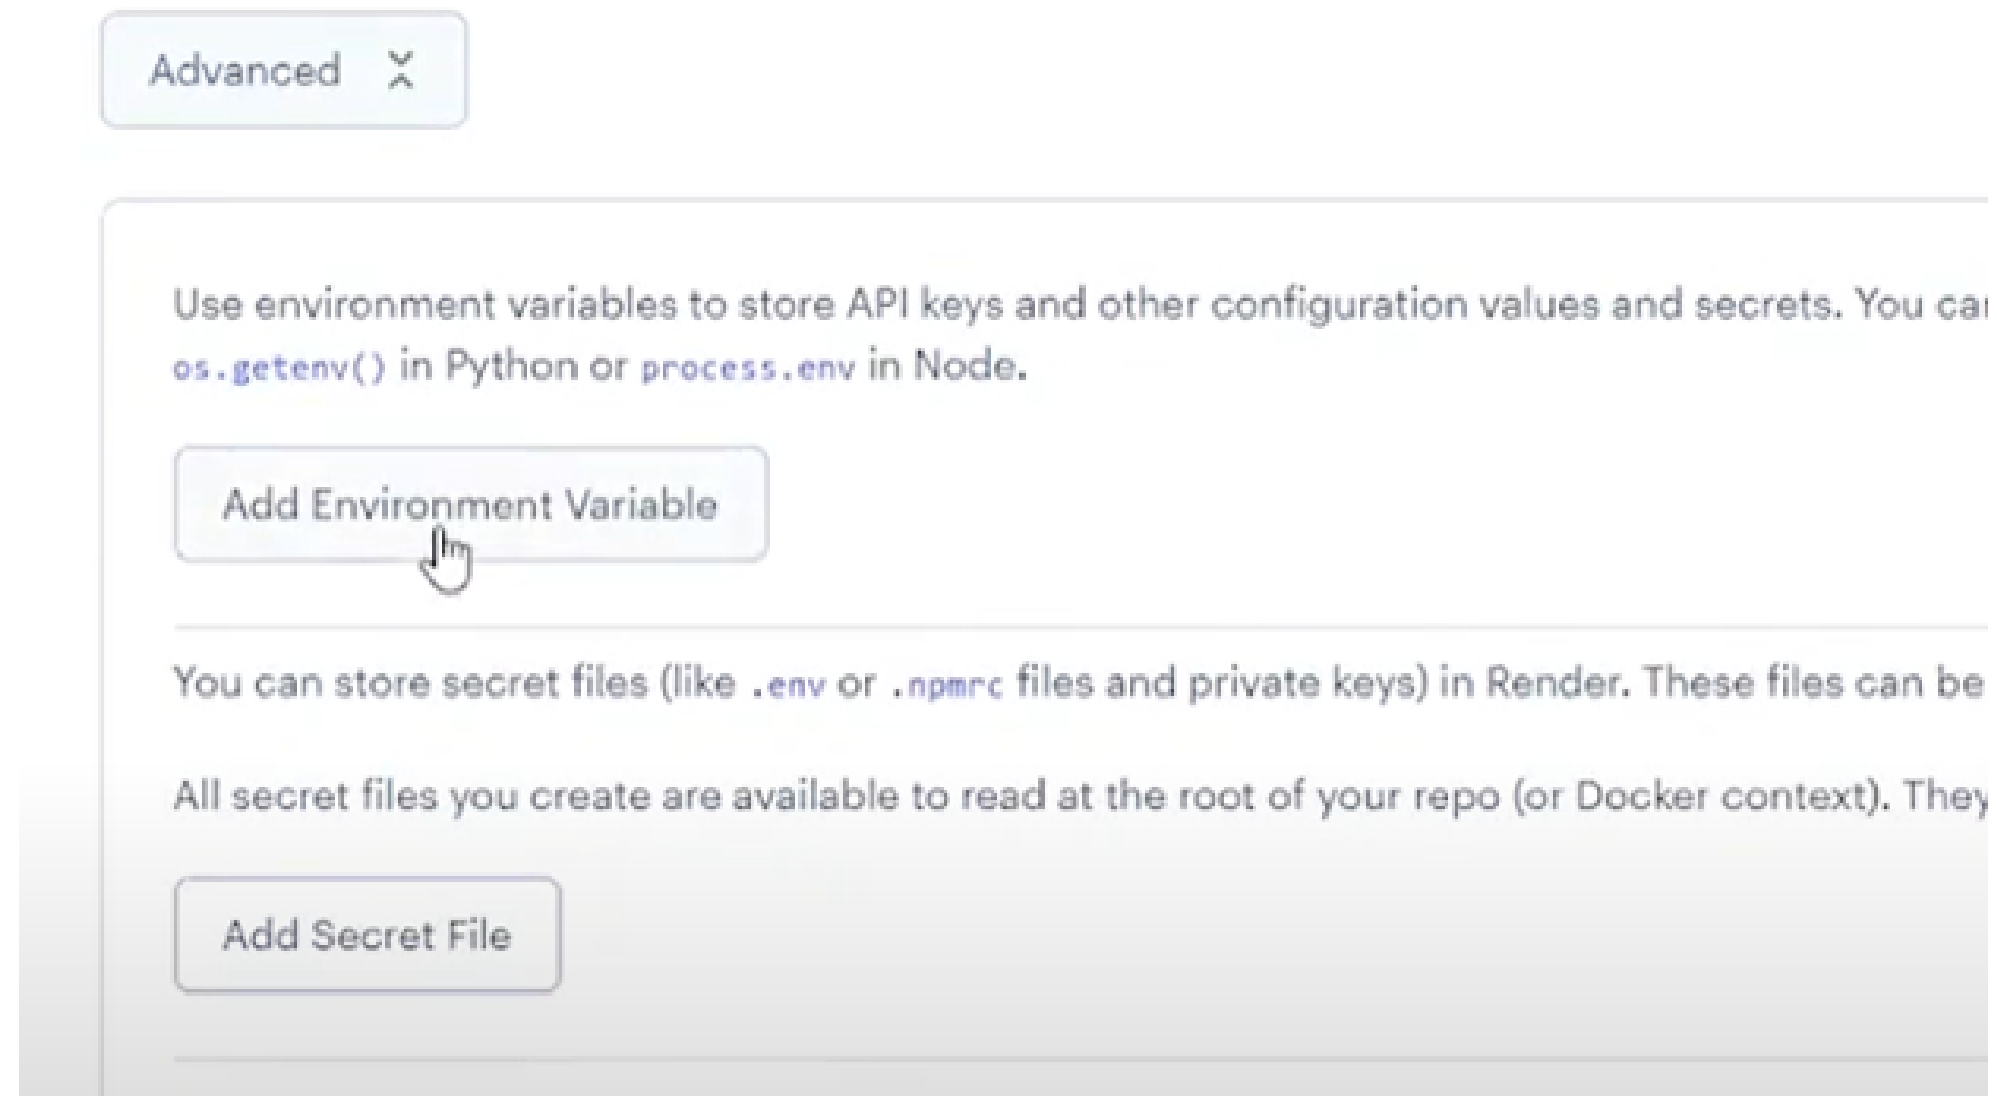 Advanced
Use environment variables to store API keys and other configuration values and secrets. You can
os.getenv() in Python or process.env in Node.
Add Environment Variable
You can store secret files (like .env or .npmrc files and private keys) in Render. These files can be
All secret files you create are available to read at the root of your repo (or Docker context). They
Add Secret File